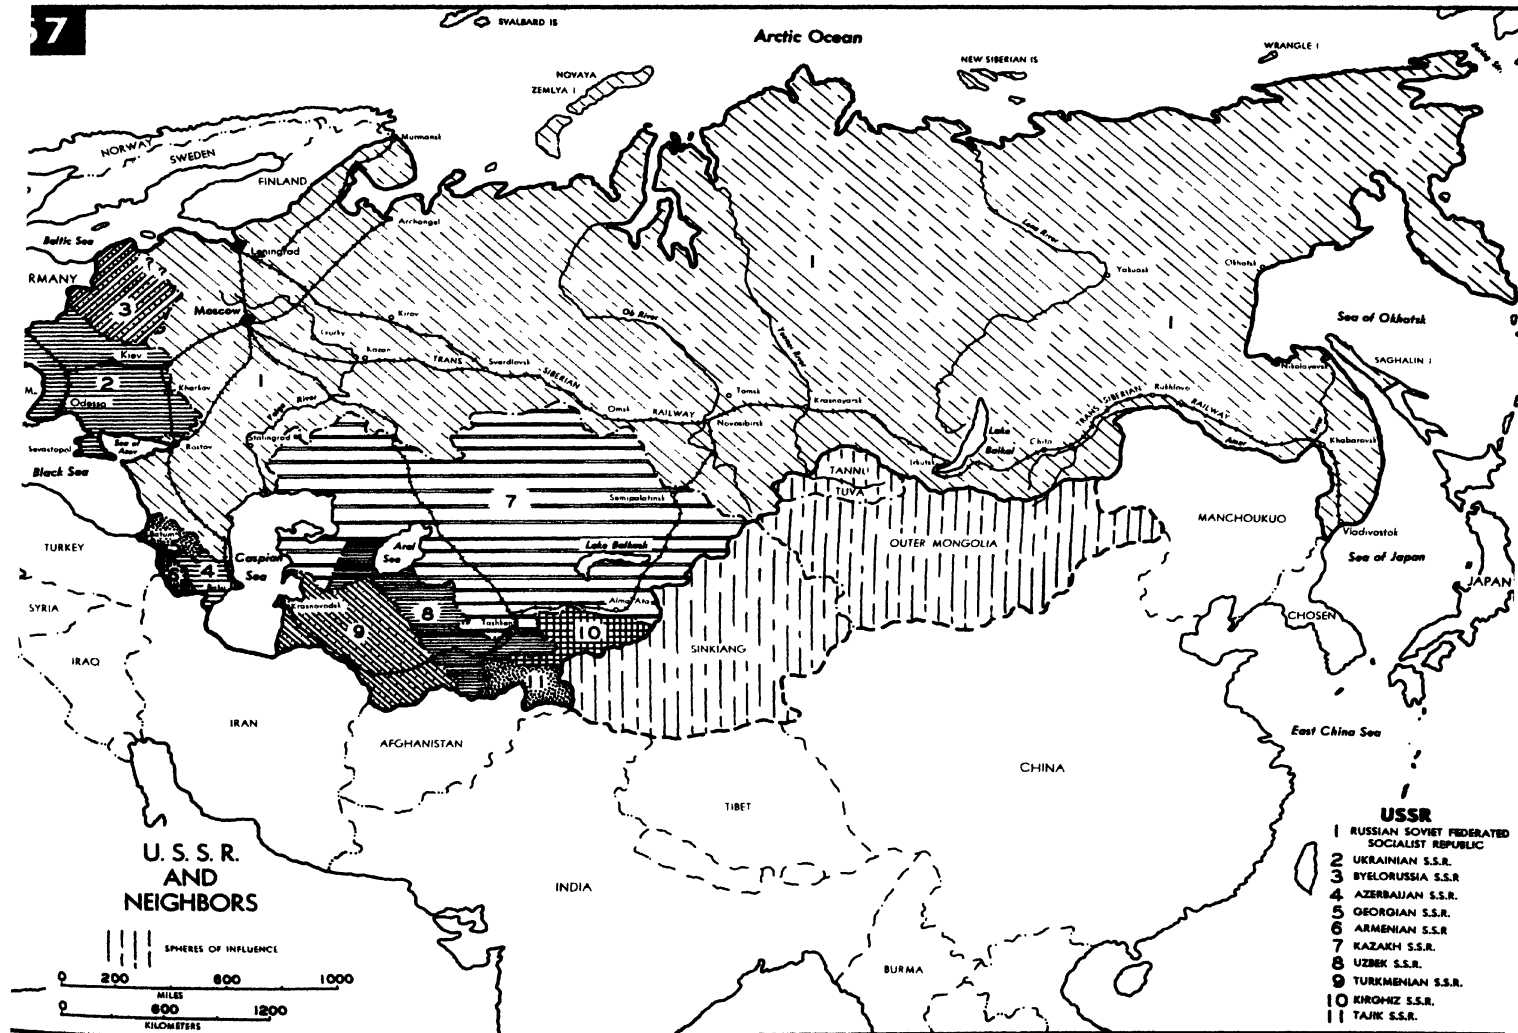 57
SVALBARD IS
Arctic Ocean
WRANGLE I
NOVAYA
ZEMLYA I
NEW SIBERIAN IS
NORWAY
SWEDEN
FINLAND
Murmansk
Archangel
Baltic Sea
Leningrad
RMANY
Moscow
Kirov
Kazan
Ob River
Lena River
Yakutsk
Okhotsk
Sea of Okhotsk
SAGHALIN I
Nikolayevsk
3
1
1
1
2
Kiev
Kharkov
Odessa
Volga
River
Stalingrad
Rostov
Sea of
Azov
Sevastopol
Black Sea
TRANS
Sverdlovsk
SIBERIAN
Omsk
RAILWAY
Tomsk
Novosibirsk
Krasnoyarsk
Irkutsk
Lake
Baikal
Chita
TRANS SIBERIAN
Rukhlovo
RAILWAY
Amur
Khabarovsk
Vladivostok
Sea of Japan
JAPAN
TANNU
TUVA
OUTER MONGOLIA
MANCHOUKUO
CHOSEN
Semipalatinsk
7
Lake Balkash
Alma Ata
Aral
Sea
Caspian
Sea
Batum
4
Baku
TURKEY
SYRIA
IRAQ
IRAN
Krasnovodsk
9
8
Tashkent
10
11
SINKIANG
AFGHANISTAN
TIBET
CHINA
East China Sea
INDIA
BURMA
U. S. S. R.
AND
NEIGHBORS
SPHERES OF INFLUENCE
0 200 600 1000
MILES
0 600 1200
KILOMETERS
USSR
1 RUSSIAN SOVIET FEDERATED
SOCIALIST REPUBLIC
2 UKRAINIAN S.S.R.
3 BYELORUSSIA S.S.R
4 AZERBAIJAN S.S.R.
5 GEORGIAN S.S.R.
6 ARMENIAN S.S.R
7 KAZAKH S.S.R.
8 UZBEK S.S.R.
9 TURKMENIAN S.S.R.
10 KIRGHIZ S.S.R.
11 TAJIK S.S.R.